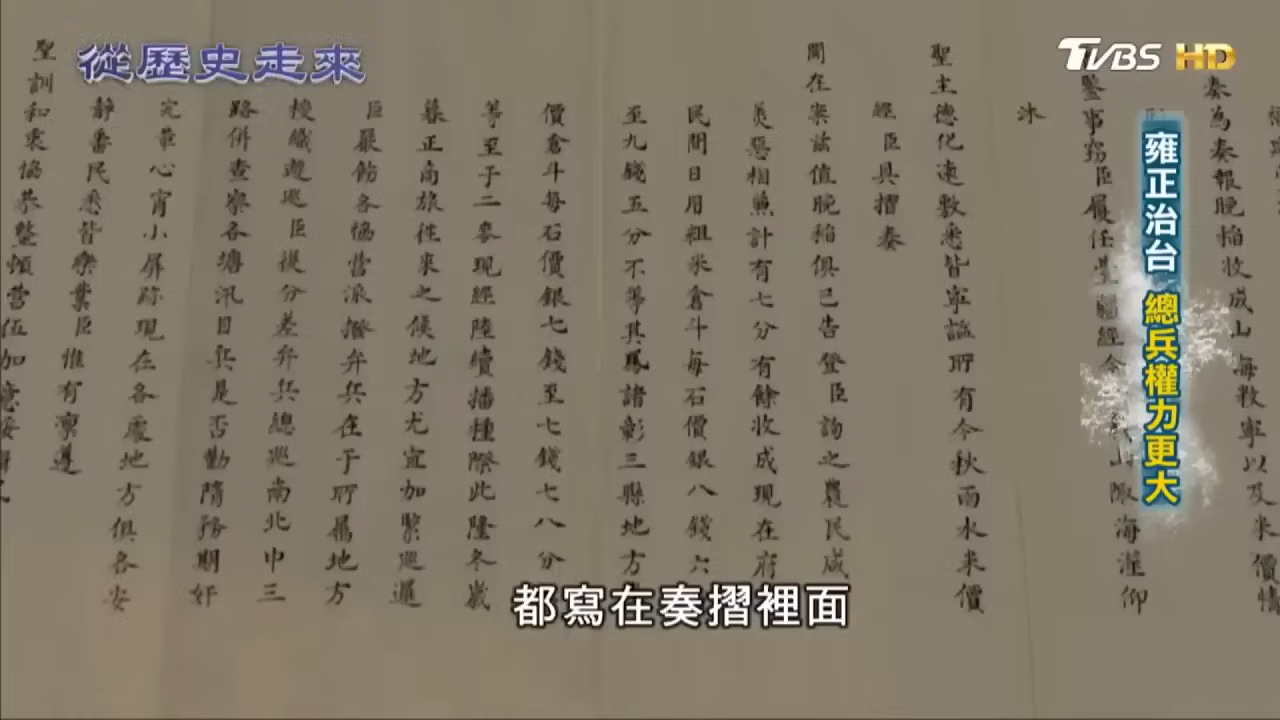 從歷史走來
TVBS HD
雍正治台 總兵權力更大
奏為奏報晚稻收成山海敉寧以及米價情
鑒事竊臣履任臺
沐
聖主德化遠敷悉皆寧謐所有今秋雨水米價
經臣具摺奏
聞在案茲值晚稻俱已告登臣詢之農民咸
美惡相兼計有七分有餘收成現在府
民間日用粗米倉斗每石價銀八錢六
至九錢五分不等其鳳諸彰三縣地方
價倉斗每石價銀七錢至七錢七八分
等至于二麥現經陸續播種際此隆冬歲
暮正商旅往來之候地方尤宜加緊巡邏
臣嚴飭各協營派撥弁兵在于所屬地方
梭織遊巡臣復分差弁兵總巡南北中三
路併查察各塘汛目兵是否勤惰務期奸
宄革心宵小屏跡現在各處地方俱各安
靜番民悉皆樂業臣惟有凜遵
聖訓和衷協恭整頓營伍加意
都寫在奏摺裡面